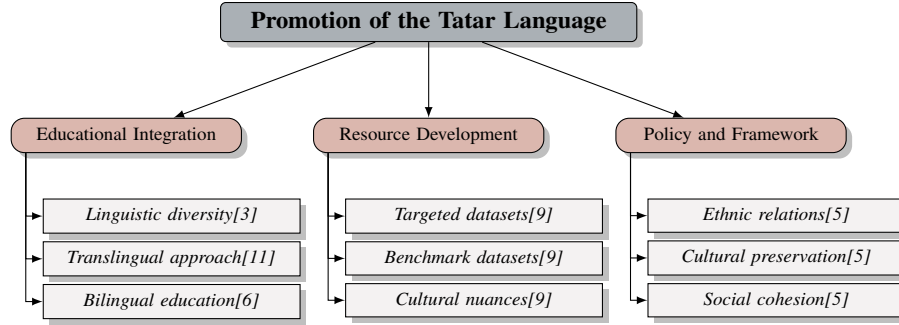 Promotion of the Tatar Language
Educational Integration
Linguistic diversity[3]
Translingual approach[11]
Bilingual education[6]
Resource Development
Targeted datasets[9]
Benchmark datasets[9]
Cultural nuances[9]
Policy and Framework
Ethnic relations[5]
Cultural preservation[5]
Social cohesion[5]